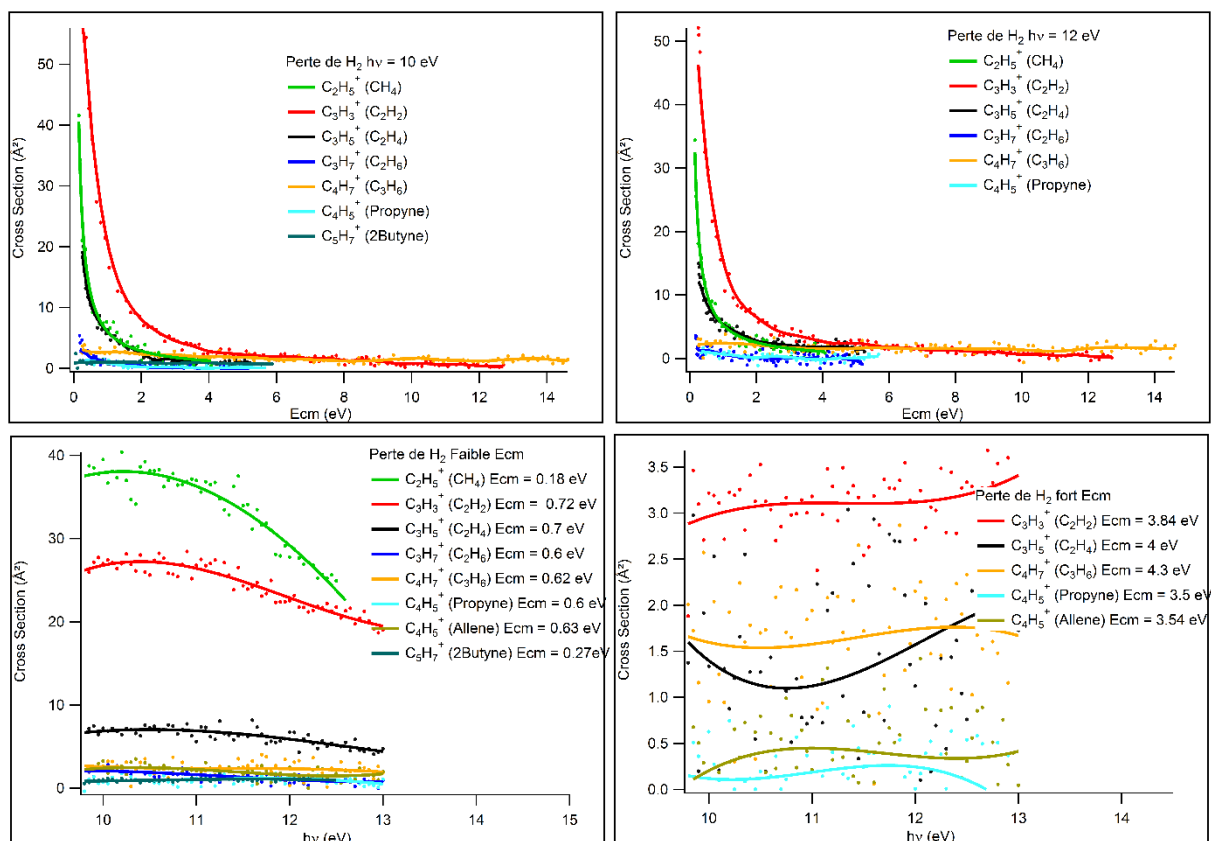 Perte de H₂ hν = 10 eV
C₂H₅⁺ (CH₄)
C₃H₃⁺ (C₂H₂)
C₃H₅⁺ (C₂H₄)
C₃H₇⁺ (C₂H₆)
C₄H₇⁺ (C₃H₆)
C₄H₅⁺ (Propyne)
C₅H₇⁺ (2Butyne)
Cross Section (Å²)
50
40
30
20
10
0
0 2 4 6 8 10 12 14
Ecm (eV)
Perte de H₂ hν = 12 eV
C₂H₅⁺ (CH₄)
C₃H₃⁺ (C₂H₂)
C₃H₅⁺ (C₂H₄)
C₃H₇⁺ (C₂H₆)
C₄H₇⁺ (C₃H₆)
C₄H₅⁺ (Propyne)
Cross Section (Å²)
50
40
30
20
10
0
0 2 4 6 8 10 12 14
Ecm (eV)
Perte de H₂ Faible Ecm
C₂H₅⁺ (CH₄) Ecm = 0.18 eV
C₃H₃⁺ (C₂H₂) Ecm = 0.72 eV
C₃H₅⁺ (C₂H₄) Ecm = 0.7 eV
C₃H₇⁺ (C₂H₆) Ecm = 0.6 eV
C₄H₇⁺ (C₃H₆) Ecm = 0.62 eV
C₄H₅⁺ (Propyne) Ecm = 0.6 eV
C₄H₅⁺ (Allene) Ecm = 0.63 eV
C₅H₇⁺ (2Butyne) Ecm = 0.27eV
Cross Section (Å²)
40
30
20
10
0
10 11 12 13 14 15
hν (eV)
Perte de H₂ fort Ecm
C₃H₃⁺ (C₂H₂) Ecm = 3.84 eV
C₃H₅⁺ (C₂H₄) Ecm = 4 eV
C₄H₇⁺ (C₃H₆) Ecm = 4.3 eV
C₄H₅⁺ (Propyne) Ecm = 3.5 eV
C₄H₅⁺ (Allene) Ecm = 3.54 eV
Cross Section (Å²)
3.5
3.0
2.5
2.0
1.5
1.0
0.5
0.0
10 11 12 13 14
hν (eV)